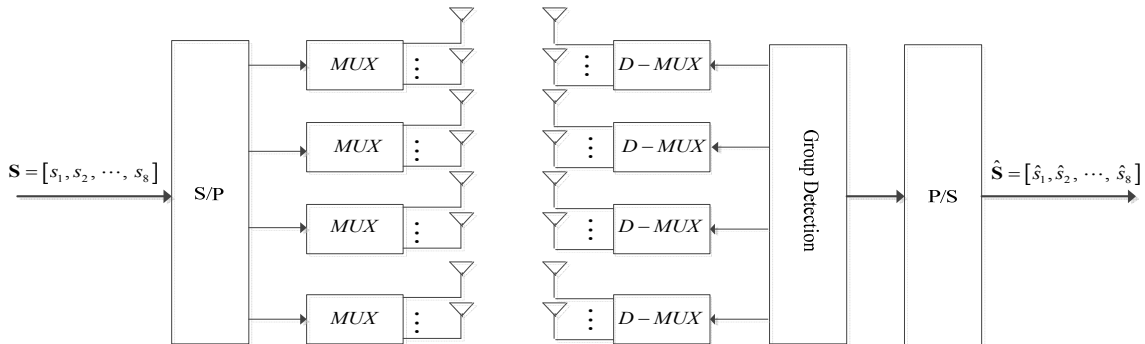 S = [s₁, s₂, ⋯, s₈]
S/P
MUX
MUX
MUX
MUX
D − MUX
D − MUX
D − MUX
D − MUX
Group Detection
P/S
Ŝ = [ŝ₁, ŝ₂, ⋯, ŝ₈]